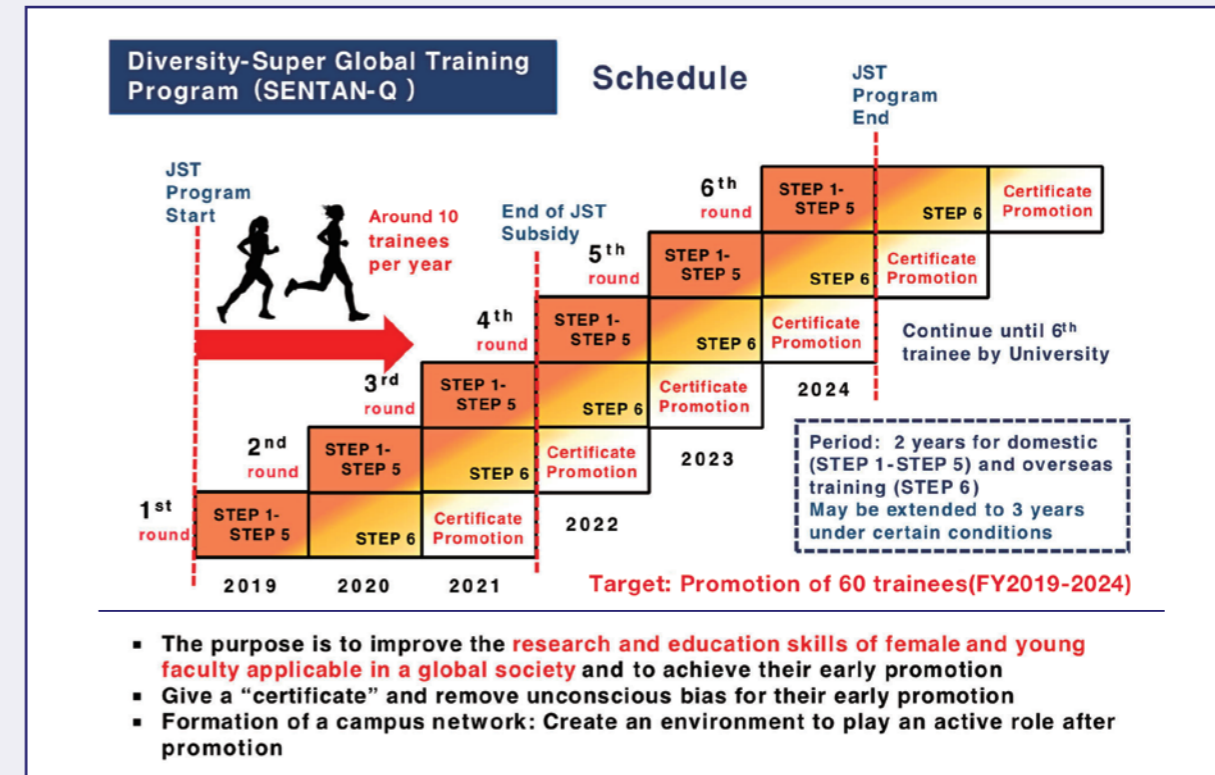 Diversity-Super Global Training
Program (SENTAN-Q )
Schedule
JST
Program
End
JST
Program
Start
Around 10
trainees
per year
End of JST
Subsidy
6th
round
STEP 1-
STEP 5
STEP 6
Certificate
Promotion
5th
round
STEP 1-
STEP 5
STEP 6
Certificate
Promotion
4th
round
STEP 1-
STEP 5
STEP 6
Certificate
Promotion
Continue until 6th
trainee by University
3rd
round
STEP 1-
STEP 5
STEP 6
Certificate
Promotion
2024
2nd
round
STEP 1-
STEP 5
STEP 6
Certificate
Promotion
2023
1st
round
STEP 1-
STEP 5
STEP 6
Certificate
Promotion
2022
2019
2020
2021
Period: 2 years for domestic
(STEP 1-STEP 5) and overseas
training (STEP 6)
May be extended to 3 years
under certain conditions
Target: Promotion of 60 trainees(FY2019-2024)
▪ The purpose is to improve the research and education skills of female and young
faculty applicable in a global society and to achieve their early promotion
▪ Give a “certificate” and remove unconscious bias for their early promotion
▪ Formation of a campus network: Create an environment to play an active role after
promotion